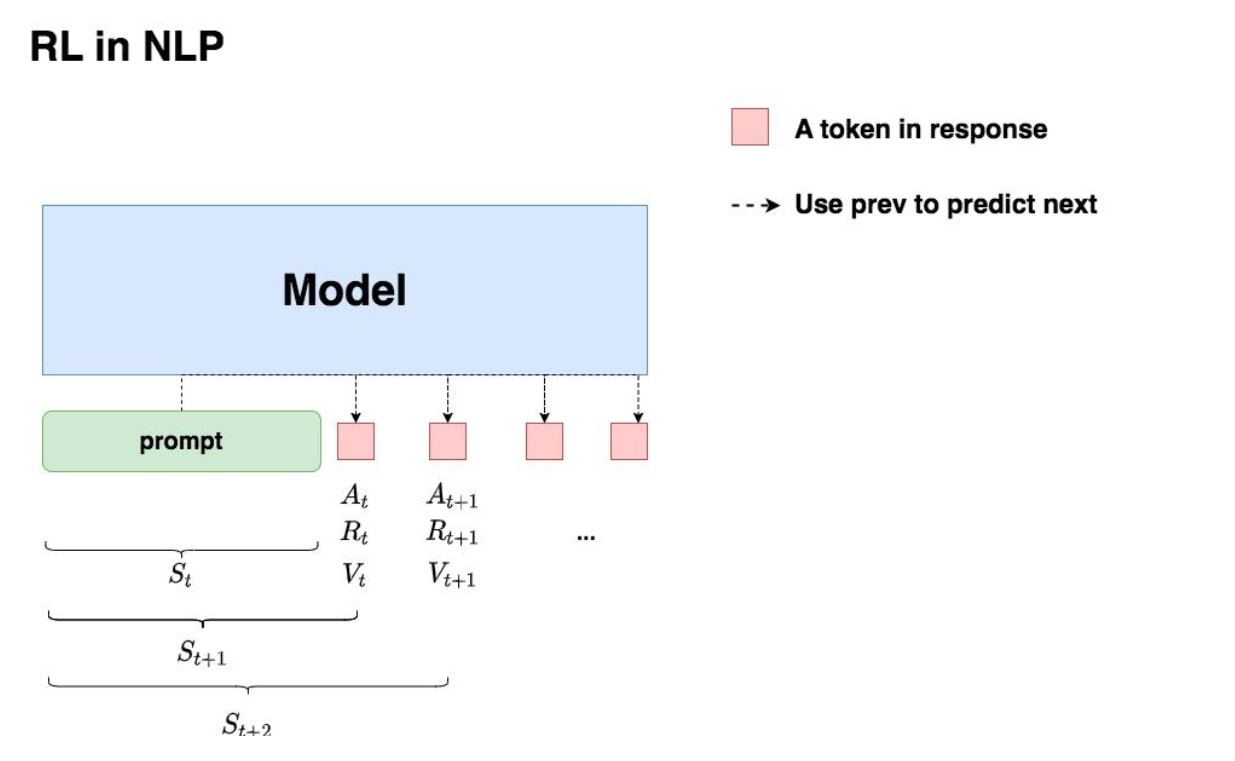 RL in NLP
A token in response
Use prev to predict next
Model
prompt
A_t A_{t+1}
R_t R_{t+1} ...
S_t V_t V_{t+1}
S_{t+1}
S_{t+2}